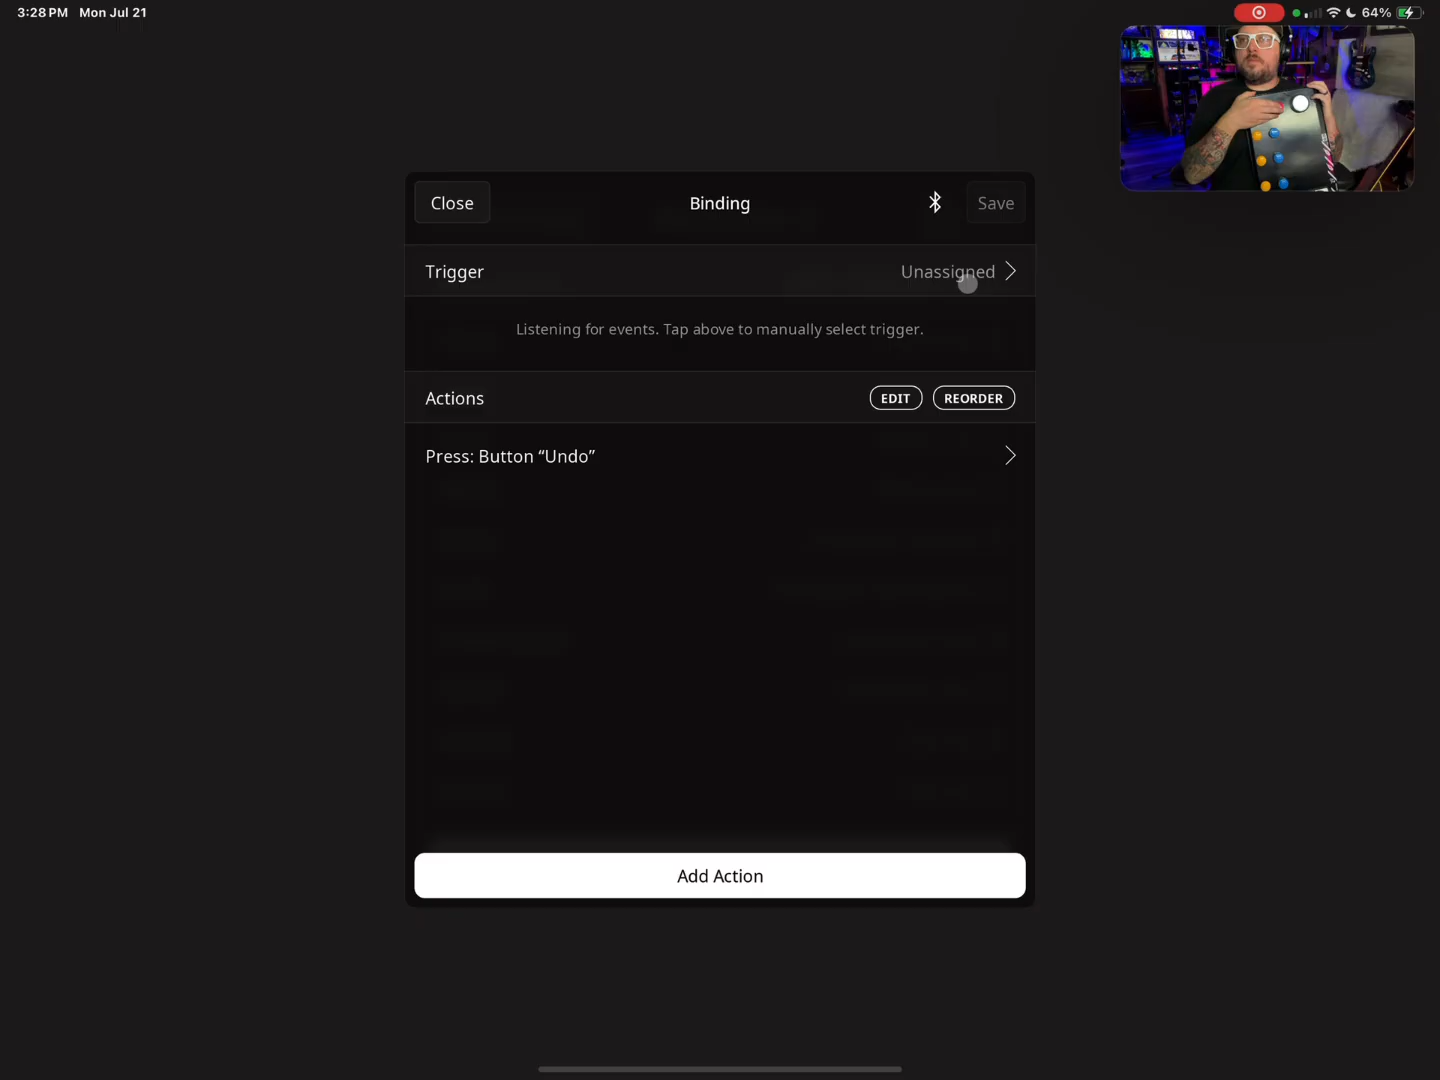 3:28 PM Mon Jul 21
64%
Close
Binding
Save
Trigger
Unassigned
Listening for events. Tap above to manually select trigger.
Actions
EDIT
REORDER
Press: Button “Undo”
Add Action